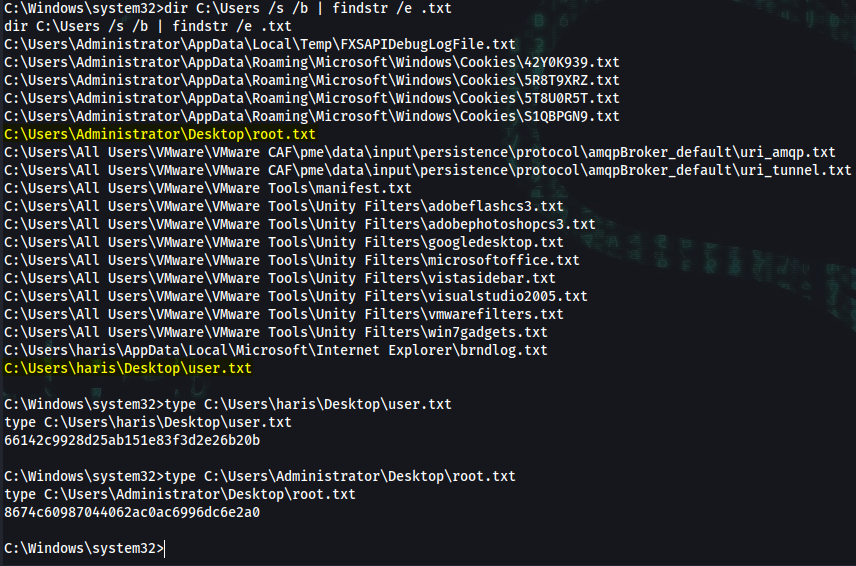 C:\Windows\system32>dir C:\Users /s /b | findstr /e .txt
dir C:\Users /s /b | findstr /e .txt
C:\Users\Administrator\AppData\Local\Temp\FXSAPIDebugLogFile.txt
C:\Users\Administrator\AppData\Roaming\Microsoft\Windows\Cookies\42Y0K939.txt
C:\Users\Administrator\AppData\Roaming\Microsoft\Windows\Cookies\5R8T9XRZ.txt
C:\Users\Administrator\AppData\Roaming\Microsoft\Windows\Cookies\5T8U0R5T.txt
C:\Users\Administrator\AppData\Roaming\Microsoft\Windows\Cookies\S1QBPGN9.txt
C:\Users\Administrator\Desktop\root.txt
C:\Users\All Users\VMware\VMware CAF\pme\data\input\persistence\protocol\amqpBroker_default\uri_amqp.txt
C:\Users\All Users\VMware\VMware CAF\pme\data\input\persistence\protocol\amqpBroker_default\uri_tunnel.txt
C:\Users\All Users\VMware\VMware Tools\manifest.txt
C:\Users\All Users\VMware\VMware Tools\Unity Filters\adobeflashcs3.txt
C:\Users\All Users\VMware\VMware Tools\Unity Filters\adobephotoshopcs3.txt
C:\Users\All Users\VMware\VMware Tools\Unity Filters\googledesktop.txt
C:\Users\All Users\VMware\VMware Tools\Unity Filters\microsoftoffice.txt
C:\Users\All Users\VMware\VMware Tools\Unity Filters\vistasidebar.txt
C:\Users\All Users\VMware\VMware Tools\Unity Filters\visualstudio2005.txt
C:\Users\All Users\VMware\VMware Tools\Unity Filters\vmwarefilters.txt
C:\Users\All Users\VMware\VMware Tools\Unity Filters\win7gadgets.txt
C:\Users\haris\AppData\Local\Microsoft\Internet Explorer\brndlog.txt
C:\Users\haris\Desktop\user.txt
C:\Windows\system32>type C:\Users\haris\Desktop\user.txt
type C:\Users\haris\Desktop\user.txt
66142c9928d25ab151e83f3d2e26b20b
C:\Windows\system32>type C:\Users\Administrator\Desktop\root.txt
type C:\Users\Administrator\Desktop\root.txt
8674c60987044062ac0ac6996dc6e2a0
C:\Windows\system32>